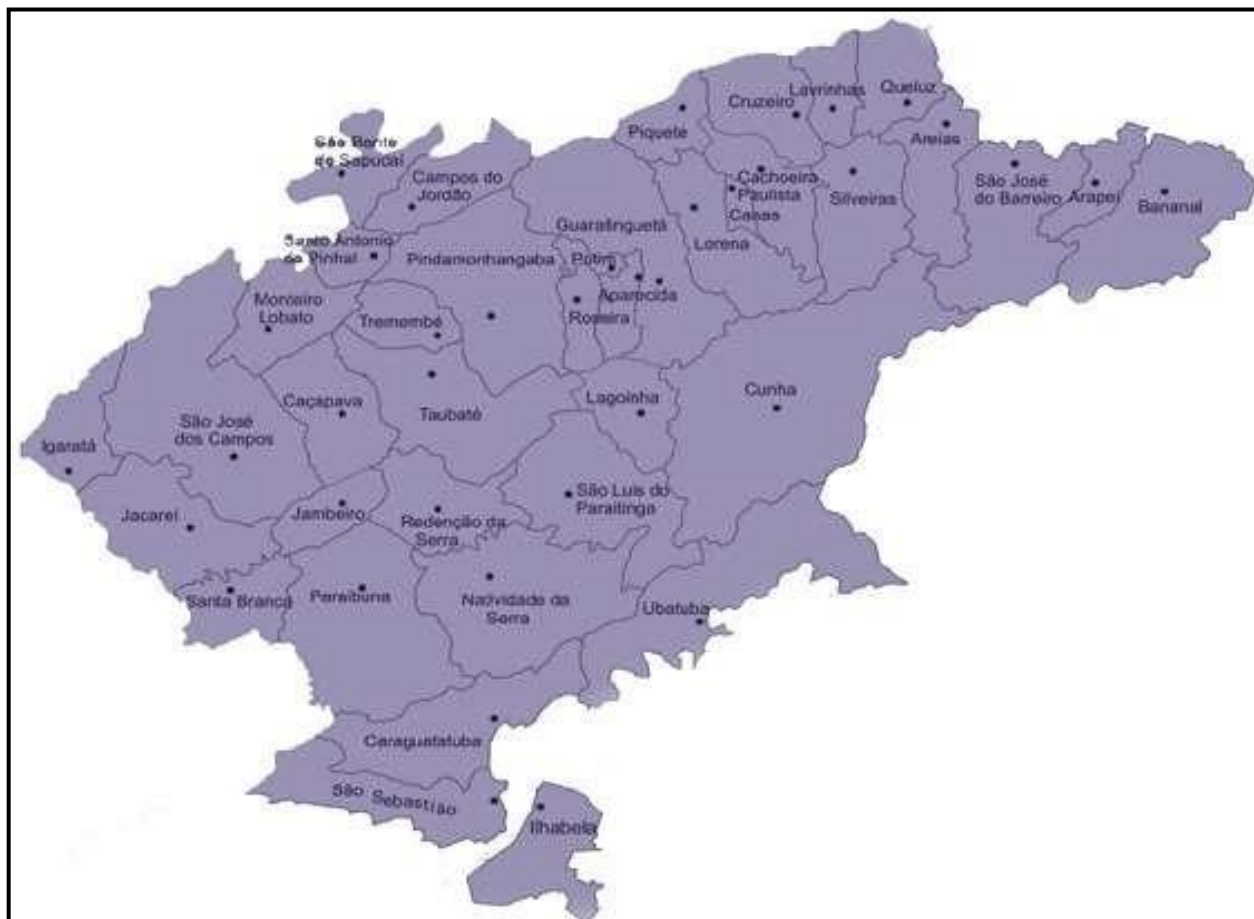 Queluz
Lavrinhas
Cruzeiro
Piquete
Areias
São Bento
do Sapucaí
Campos do
Jordão
Cachoeira
Paulista
Canas
Silveiras
São José
do Barreiro
Arapeí
Bananal
Guaratinguetá
Lorena
Santo Antonio
do Pinhal
Pindamonhangaba
Potim
Aparecida
Roseira
Monteiro
Lobato
Tremembé
Caçapava
Taubaté
Lagoinha
Cunha
São José
dos Campos
Igaratá
Jacareí
Jambeiro
Redenção da
Serra
São Luis do
Paraitinga
Santa Branca
Paraibuna
Natividade da
Serra
Ubatuba
Caraguatatuba
São Sebastião
Ilhabela